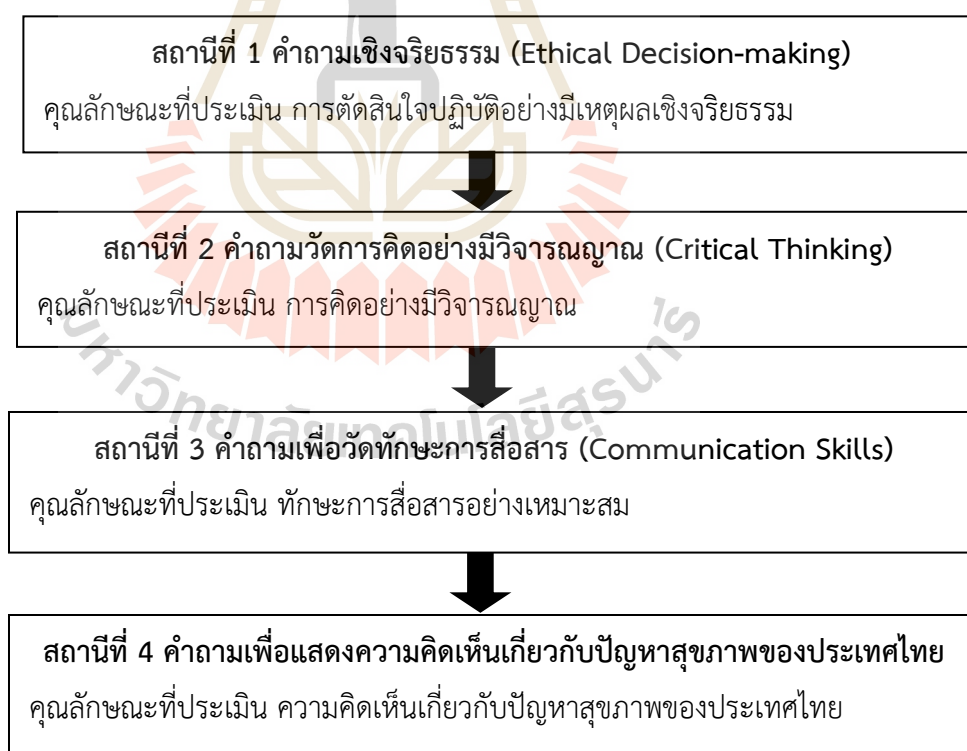 สถานีที่ 1 คำถามเชิงจริยธรรม (Ethical Decision-making)
คุณลักษณะที่ประเมิน การตัดสินใจปฏิบัติอย่างมีเหตุผลเชิงจริยธรรม
สถานีที่ 2 คำถามวัดการคิดอย่างมีวิจารณญาณ (Critical Thinking)
คุณลักษณะที่ประเมิน การคิดอย่างมีวิจารณญาณ
สถานีที่ 3 คำถามเพื่อวัดทักษะการสื่อสาร (Communication Skills)
คุณลักษณะที่ประเมิน ทักษะการสื่อสารอย่างเหมาะสม
สถานีที่ 4 คำถามเพื่อแสดงความคิดเห็นเกี่ยวกับปัญหาสุขภาพของประเทศไทย
คุณลักษณะที่ประเมิน ความคิดเห็นเกี่ยวกับปัญหาสุขภาพของประเทศไทย